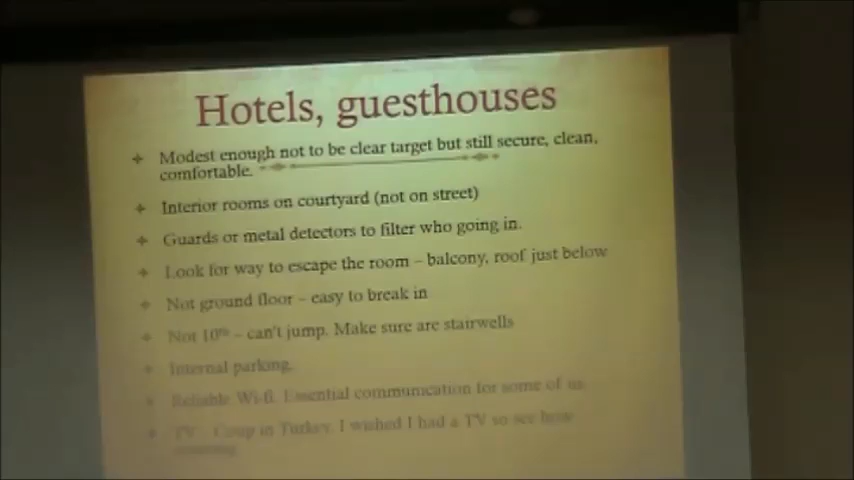 Hotels, guesthouses
Modest enough not to be clear target but still secure, clean,
comfortable.
Interior rooms on courtyard (not on street)
Guards or metal detectors to filter who going in.
Look for way to escape the room – balcony, roof just below
Not ground floor – easy to break in
Not 10th – can't jump. Make sure are stairwells
Internal parking.
Reliable Wi-fi. Essential communication for some of us.
TV – Coup in Turkey. I wished I had a TV so see how